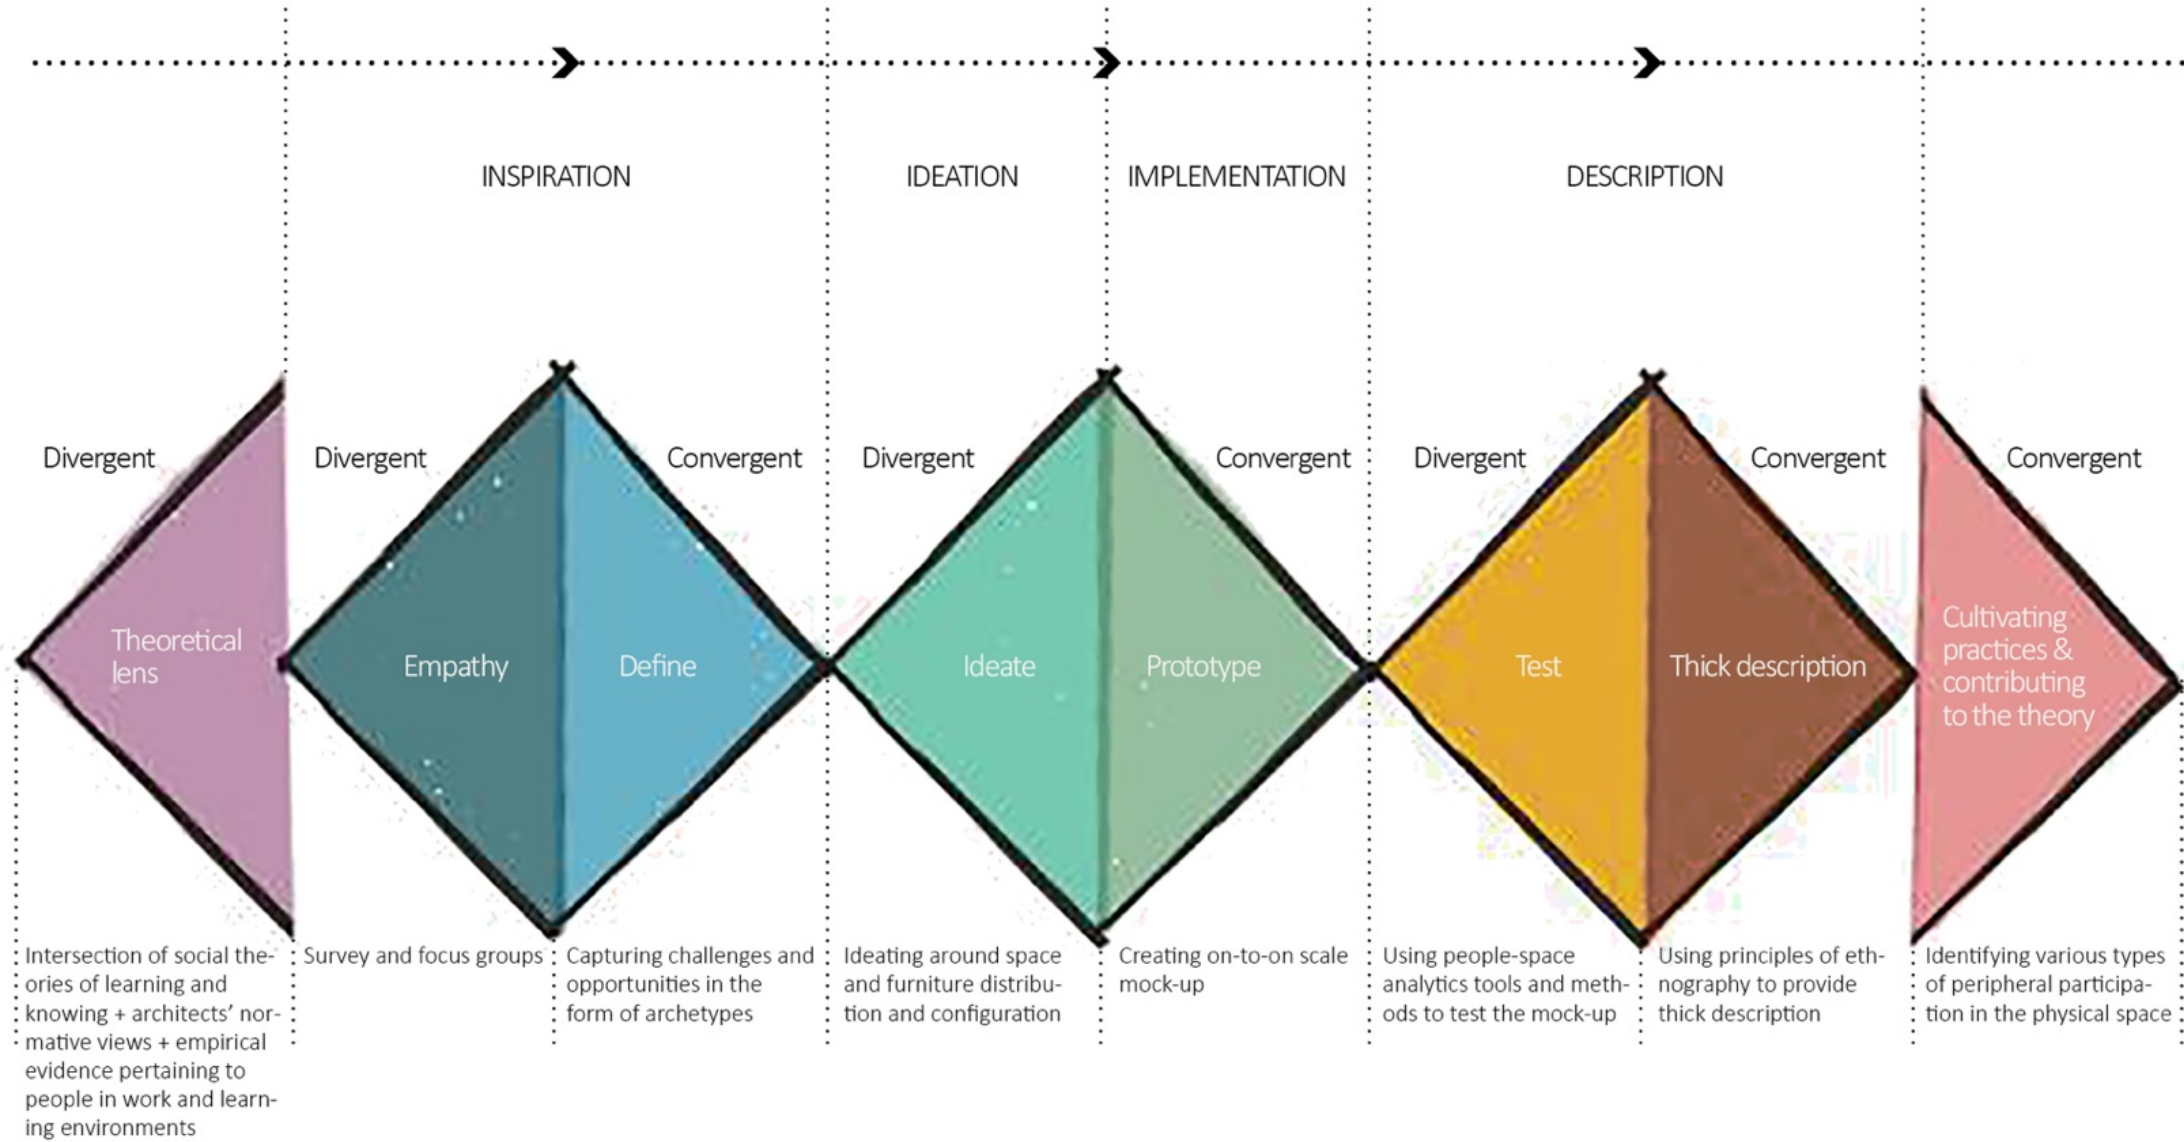 INSPIRATION
IDEATION
IMPLEMENTATION
DESCRIPTION
Divergent
Divergent
Convergent
Divergent
Convergent
Divergent
Convergent
Convergent
Theoretical
lens
Empathy
Define
Ideate
Prototype
Test
Thick description
Cultivating
practices &
contributing
to the theory
Intersection of social the-
ories of learning and
knowing + architects’ nor-
mative views + empirical
evidence pertaining to
people in work and learn-
ing environments
Survey and focus groups
Capturing challenges and
opportunities in the
form of archetypes
Ideating around space
and furniture distribu-
tion and configuration
Creating on-to-on scale
mock-up
Using people-space
analytics tools and meth-
ods to test the mock-up
Using principles of eth-
nography to provide
thick description
Identifying various types
of peripheral participa-
tion in the physical space